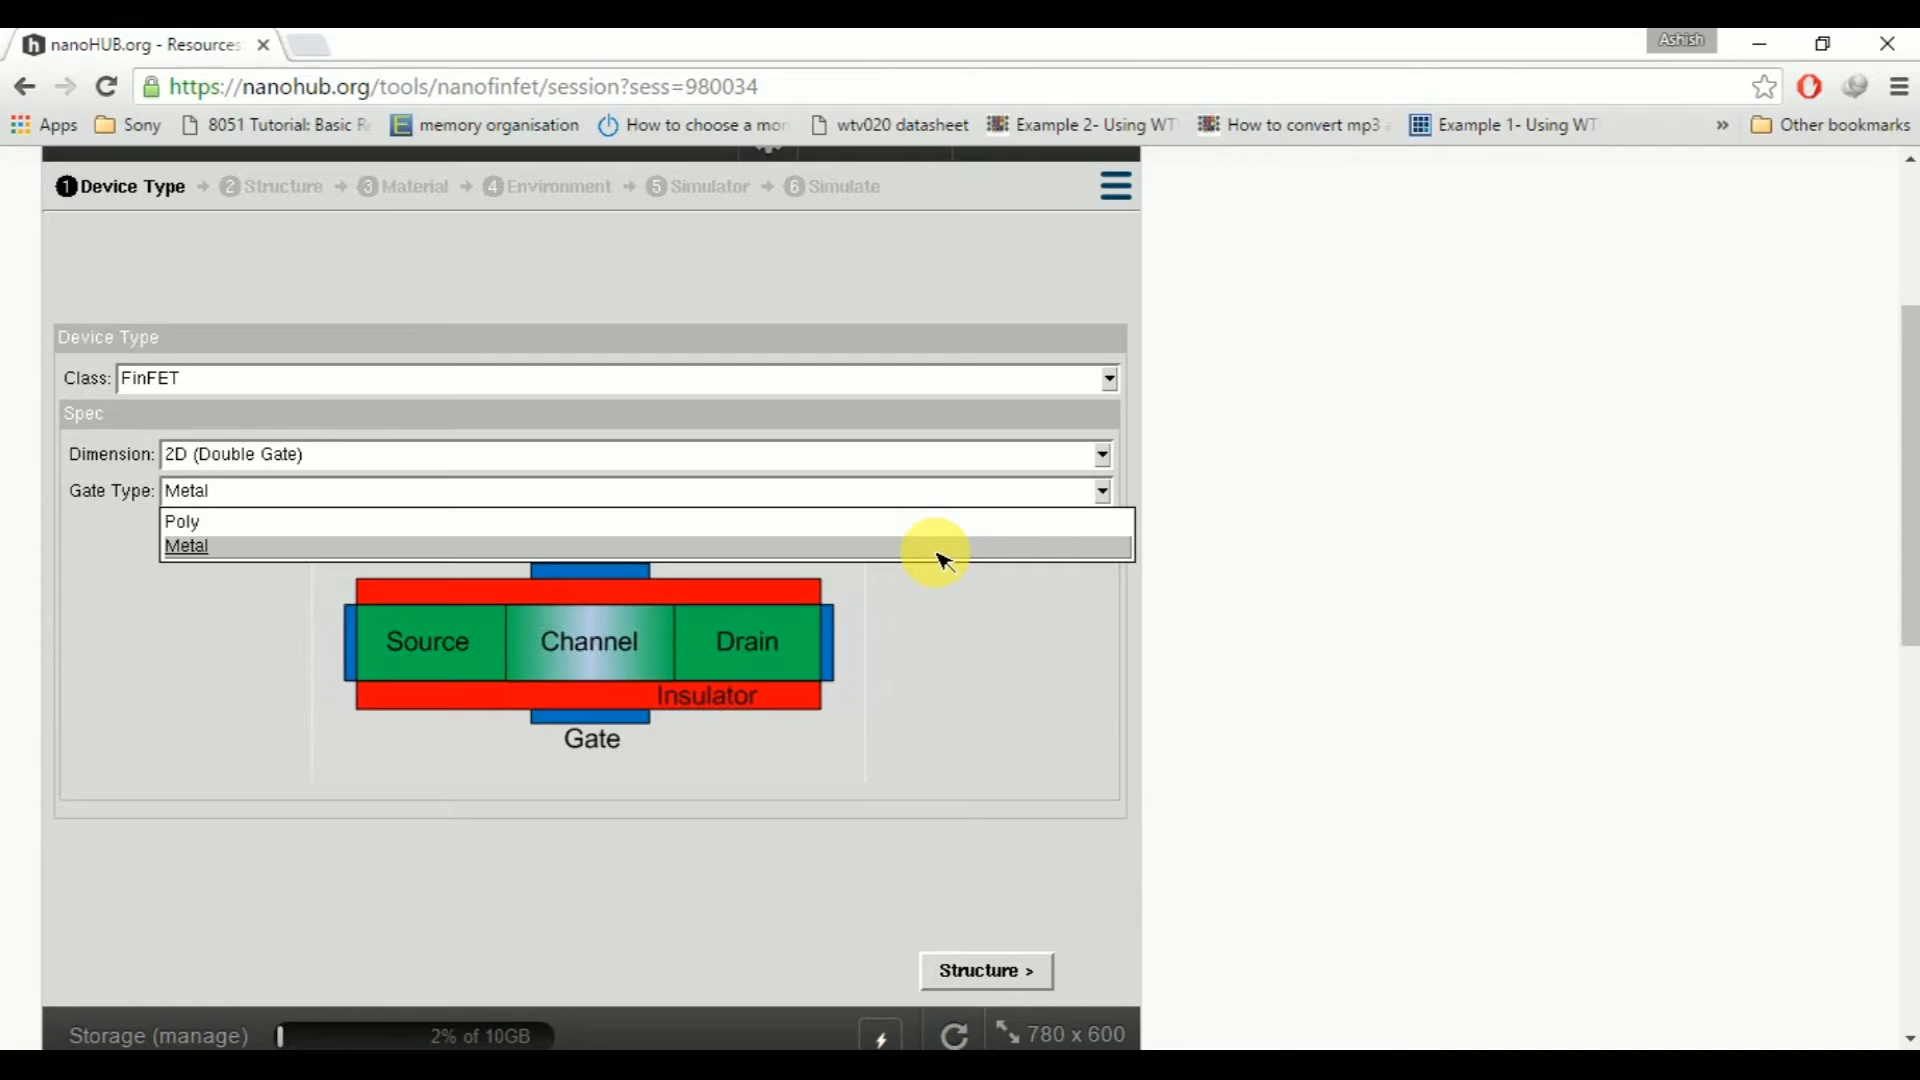 nanoHUB.org - Resources
Ashish
https://nanohub.org/tools/nanofinfet/session?sess=980034
Apps Sony 8051 Tutorial: Basic R memory organisation How to choose a mor wtv020 datasheet Example 2- Using WT How to convert mp3 Example 1- Using WT » Other bookmarks
1 Device Type → 2 Structure → 3 Material → 4 Environment → 5 Simulator → 6 Simulate
Device Type
Class: FinFET
Spec
Dimension: 2D (Double Gate)
Gate Type: Metal
Poly
Metal
Source Channel Drain
Insulator
Gate
Structure >
Storage (manage) 2% of 10GB 780 x 600